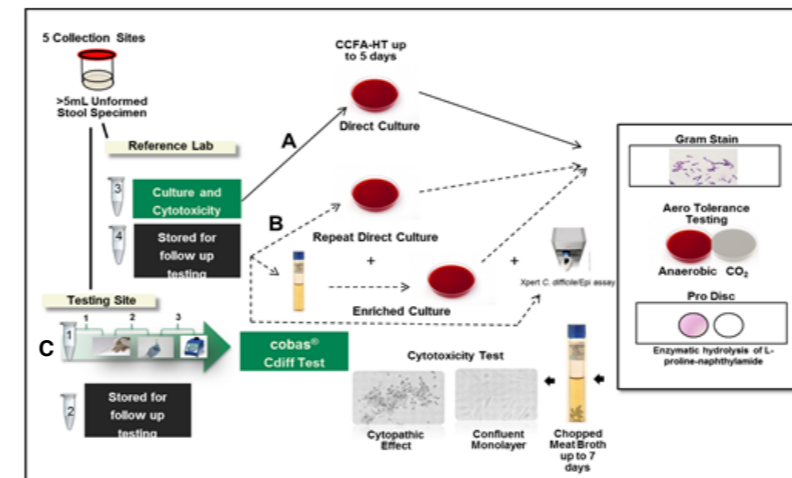 5 Collection Sites
>5mL Unformed
Stool Specimen
Reference Lab
3
Culture and
Cytotoxicity
4
Stored for
follow up
testing
Testing Site
C
1
1
2
3
cobas®
Cdiff Test
2
Stored for
follow up
testing
A
CCFA-HT up
to 5 days
Direct Culture
B
Repeat Direct Culture
+
+
Enriched Culture
Xpert C. difficile/Epi assay
Cytotoxicity Test
Cytopathic
Effect
Confluent
Monolayer
Chopped
Meat Broth
up to 7
days
Gram Stain
Aero Tolerance
Testing
Anaerobic CO2
Pro Disc
Enzymatic hydrolysis of L-
proline-naphthylamide